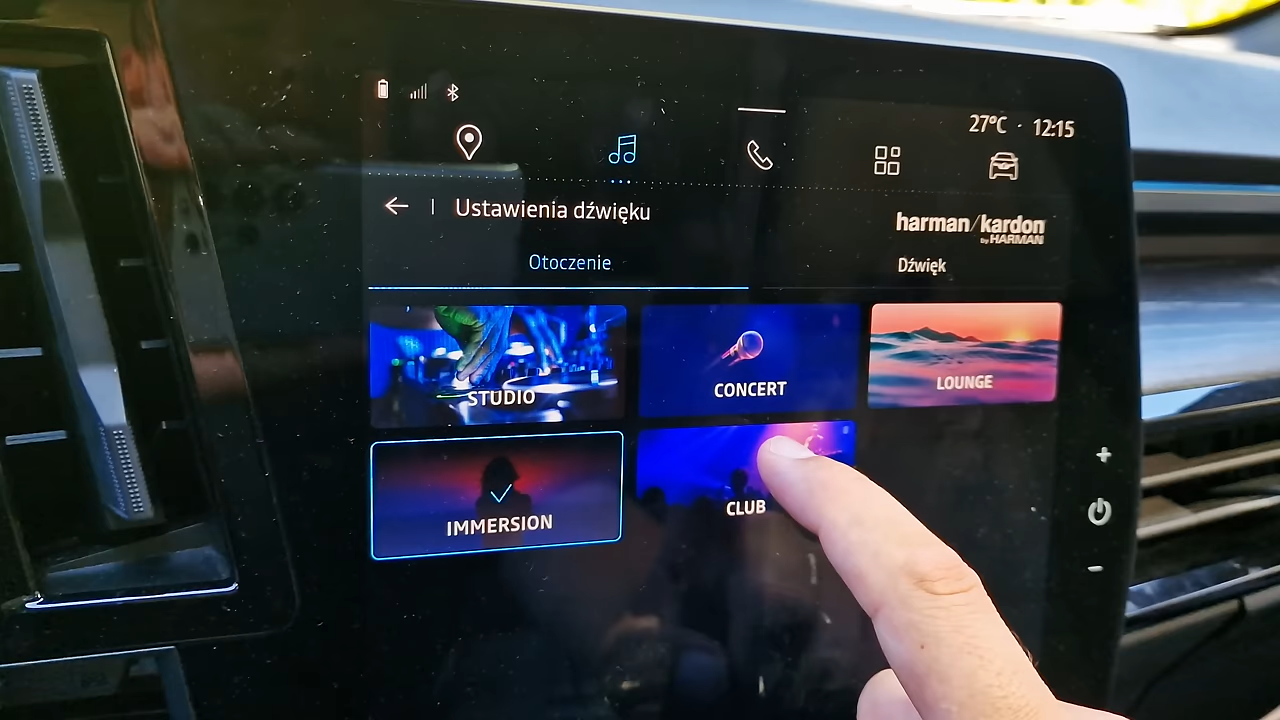 27°C · 12:15
Ustawienia dźwięku
harman/kardon
by HARMAN
Otoczenie
Dźwięk
STUDIO
CONCERT
LOUNGE
IMMERSION
CLUB